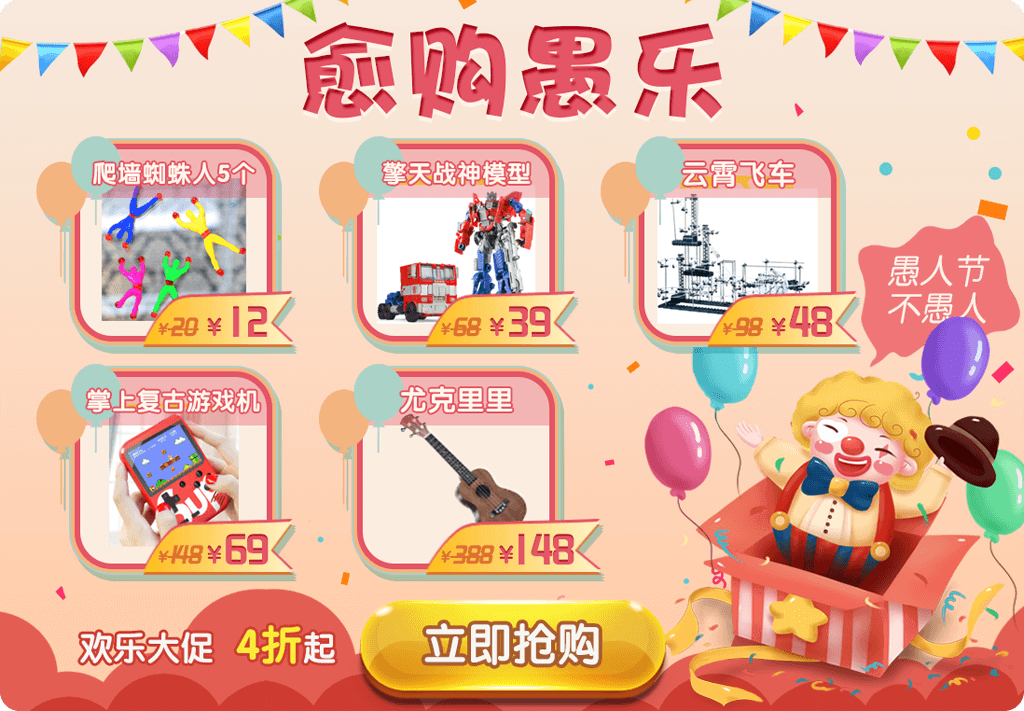 愈购愚乐
爬墙蜘蛛人5个
¥20 ¥12
擎天战神模型
¥68 ¥39
云霄飞车
¥98 ¥48
愚人节
不愚人
掌上复古游戏机
¥148 ¥69
尤克里里
¥388 ¥148
欢乐大促 4折起
立即抢购